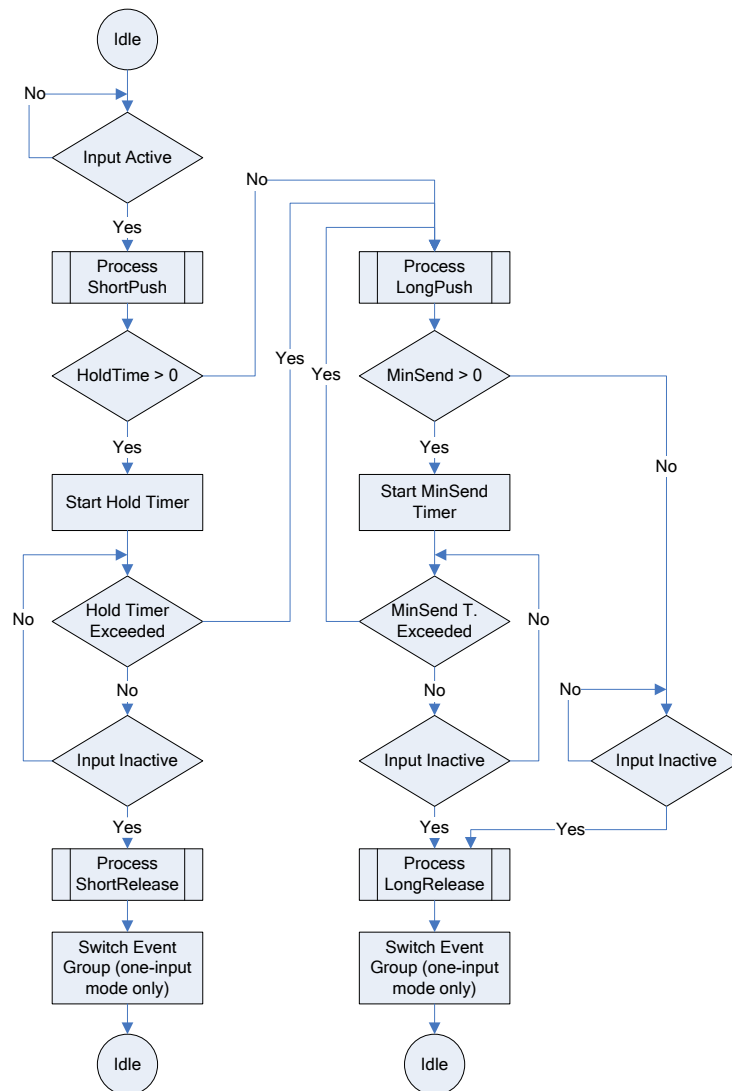 Idle
No
Input Active
Yes
No
Process
ShortPush
Process
LongPush
HoldTime > 0
Yes
Yes
MinSend > 0
Yes
Yes
No
Start Hold Timer
Start MinSend
Timer
No
Hold Timer
Exceeded
MinSend T.
Exceeded
No
No
No
No
Input Inactive
Input Inactive
Input Inactive
Yes
Yes
Yes
Process
ShortRelease
Process
LongRelease
Switch Event
Group (one-input
mode only)
Switch Event
Group (one-input
mode only)
Idle
Idle